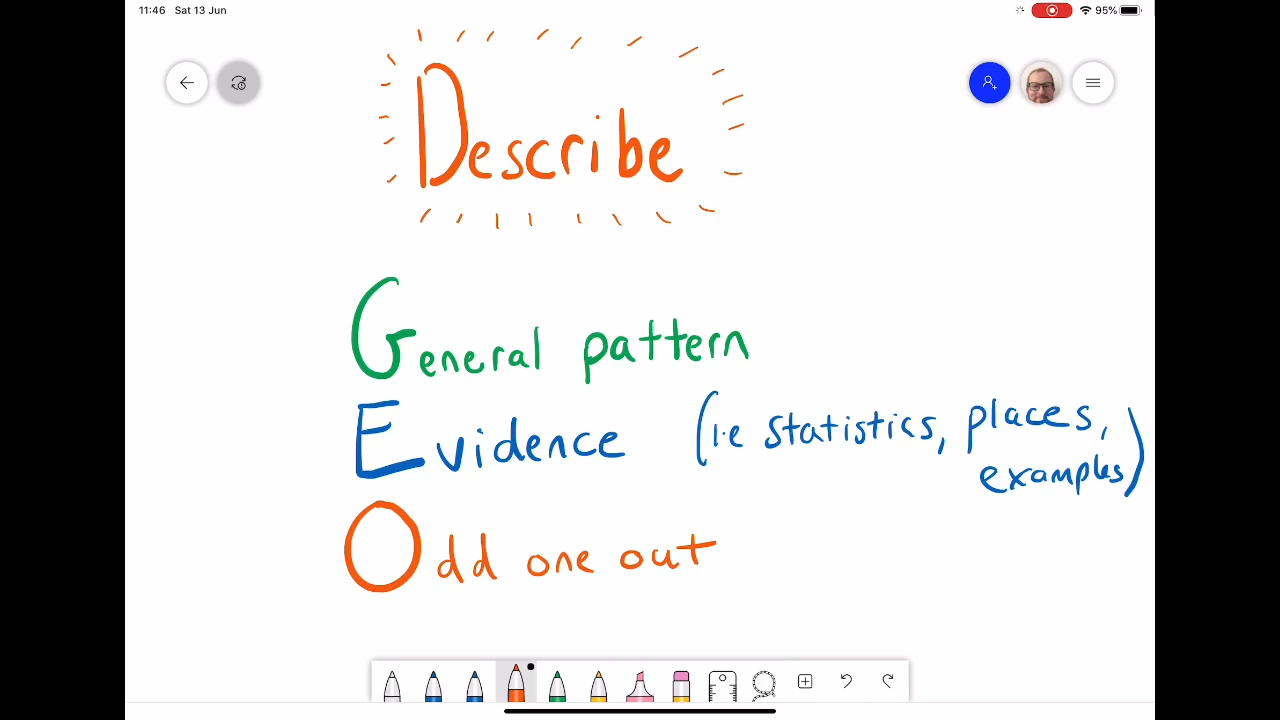 11:46 Sat 13 Jun 95%
Describe
General pattern
Evidence (i.e statistics, places,
examples)
Odd one out